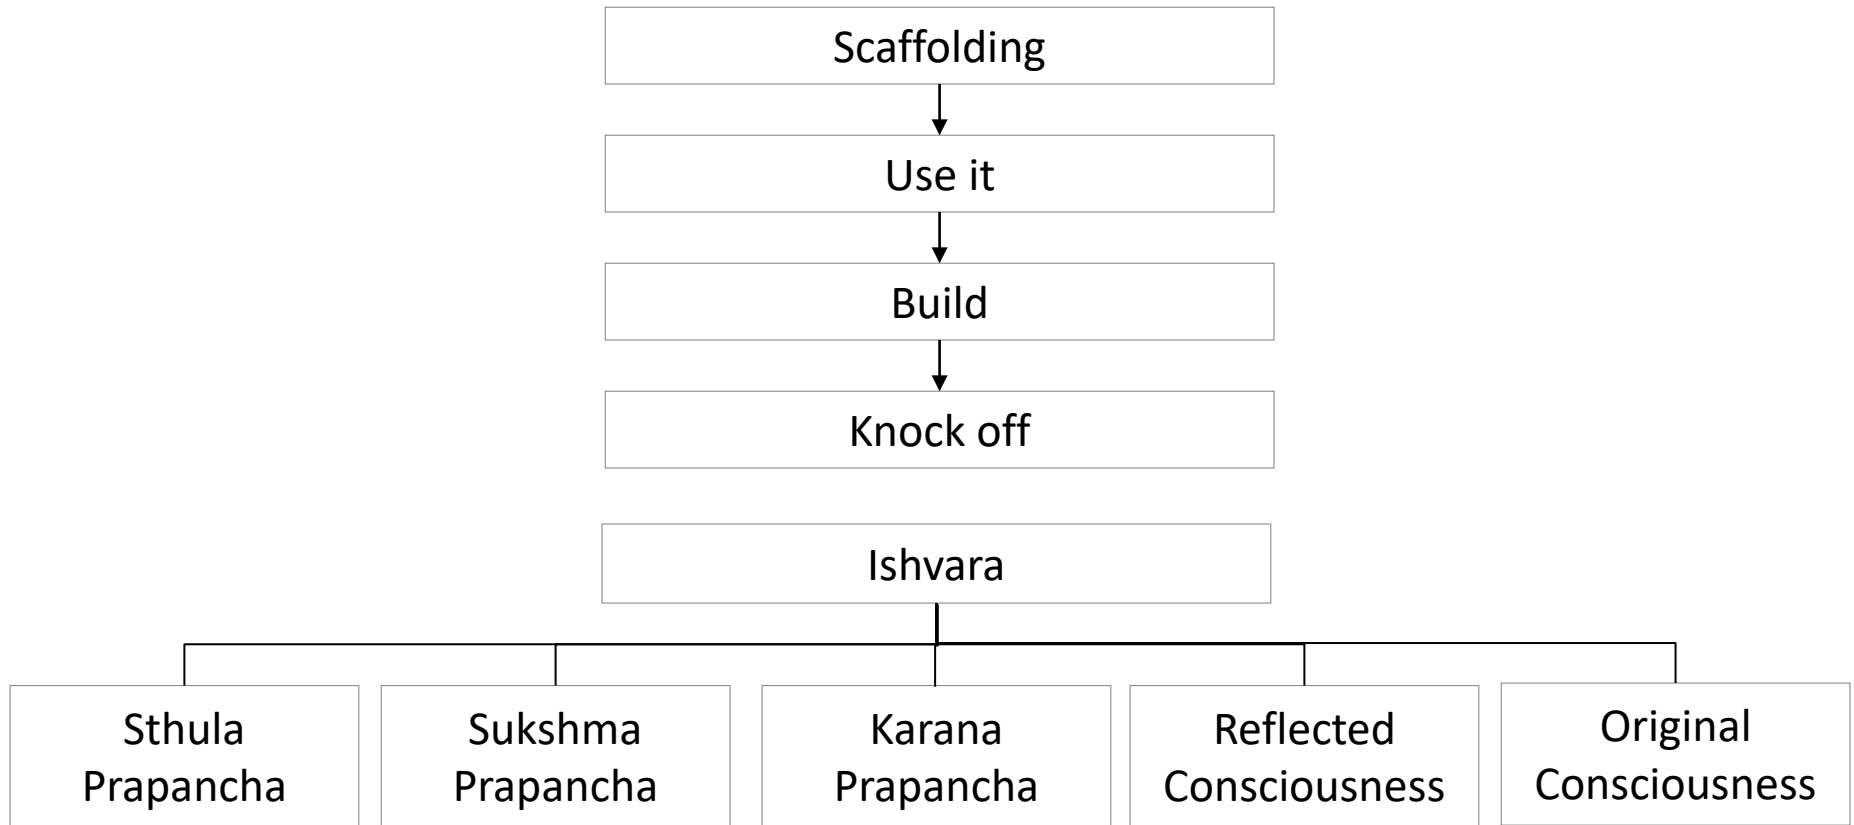 Scaffolding
Use it
Build
Knock off
Ishvara
Sthula
Prapancha
Sukshma
Prapancha
Karana
Prapancha
Reflected
Consciousness
Original
Consciousness